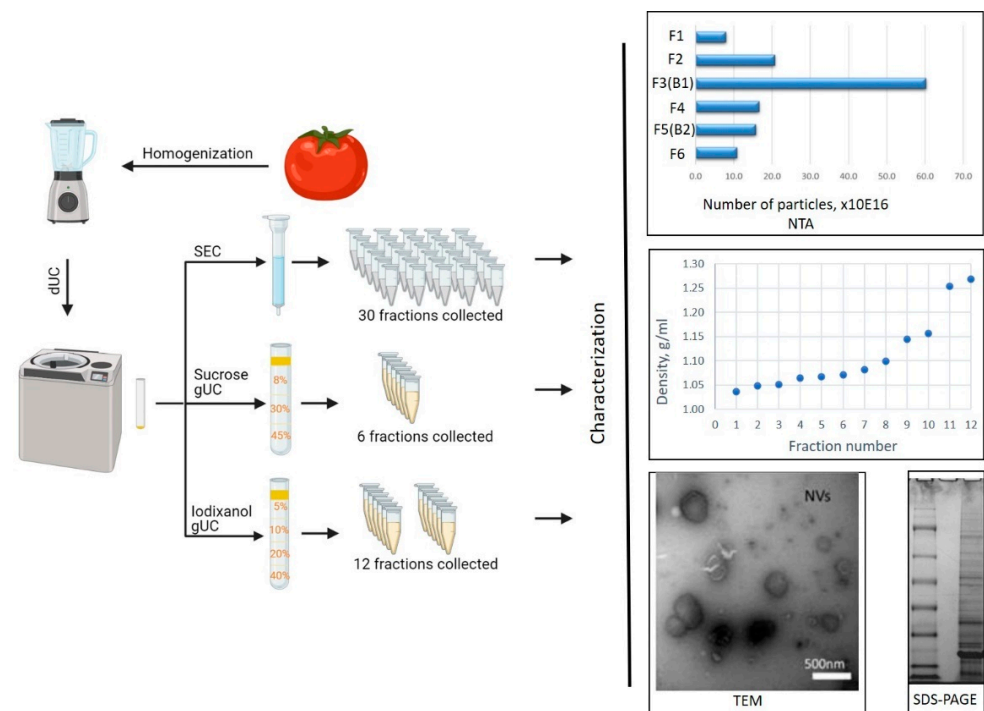 Homogenization
dUC
SEC
30 fractions collected
Sucrose
gUC
8%
30%
45%
6 fractions collected
Iodixanol
gUC
5%
10%
20%
40%
12 fractions collected
Characterization
F1
F2
F3(B1)
F4
F5(B2)
F6
0.0 10.0 20.0 30.0 40.0 50.0 60.0 70.0
Number of particles, x10E16
NTA
Density, g/ml
1.30
1.25
1.20
1.15
1.10
1.05
1.00
0 1 2 3 4 5 6 7 8 9 10 11 12
Fraction number
NVs
500nm
TEM
SDS-PAGE